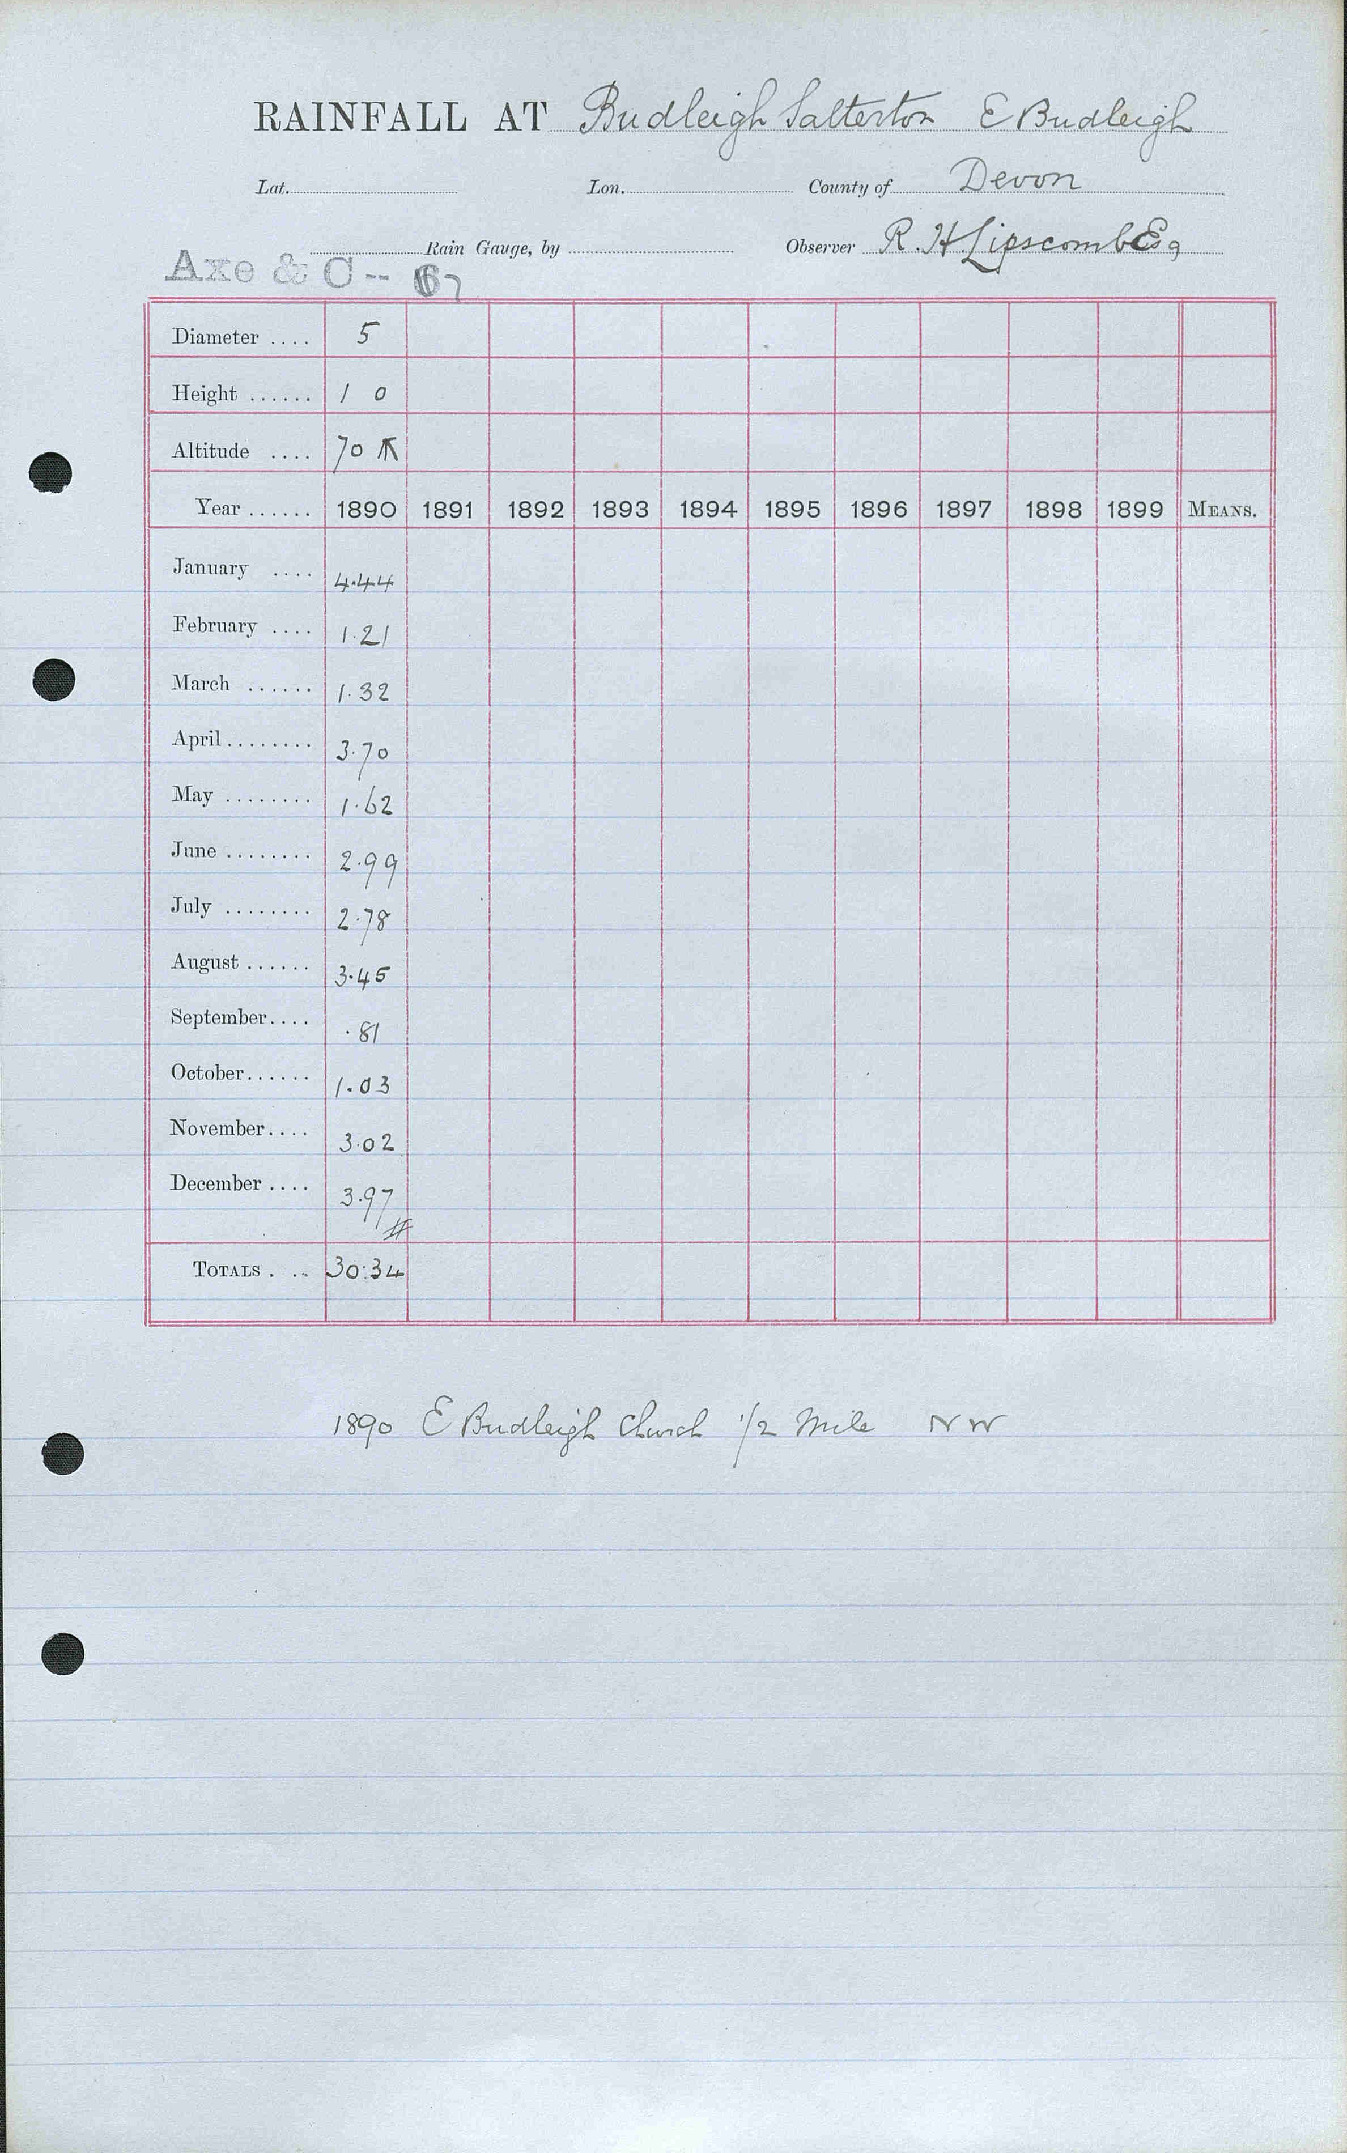 RAINFALL AT Budleigh Salterton E Budleigh
Lat. Lon. County of Devon
Rain Gauge, by Observer R. H Lipscomb Esq
Axe & C -- 67
Diameter .... 5
Height ...... 1 0
Altitude .... 70
Year ...... 1890 1891 1892 1893 1894 1895 1896 1897 1898 1899 MEANS.
January .... 4.44
February .... 1.21
March ...... 1.32
April ........ 3.70
May ........ 1.62
June ........ 2.99
July ........ 2.78
August ...... 3.45
September.... .81
October...... 1.03
November.... 3.02
December .... 3.97
TOTALS . .. 30.34
1890 E Budleigh Church 1/2 Mile NW